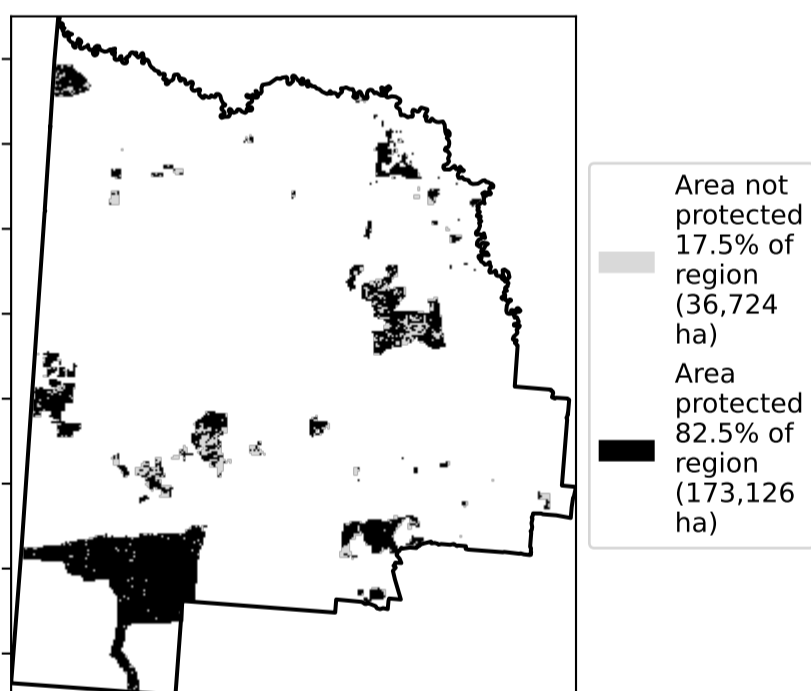 Area not
protected
17.5% of
region
(36,724
ha)
Area
protected
82.5% of
region
(173,126
ha)